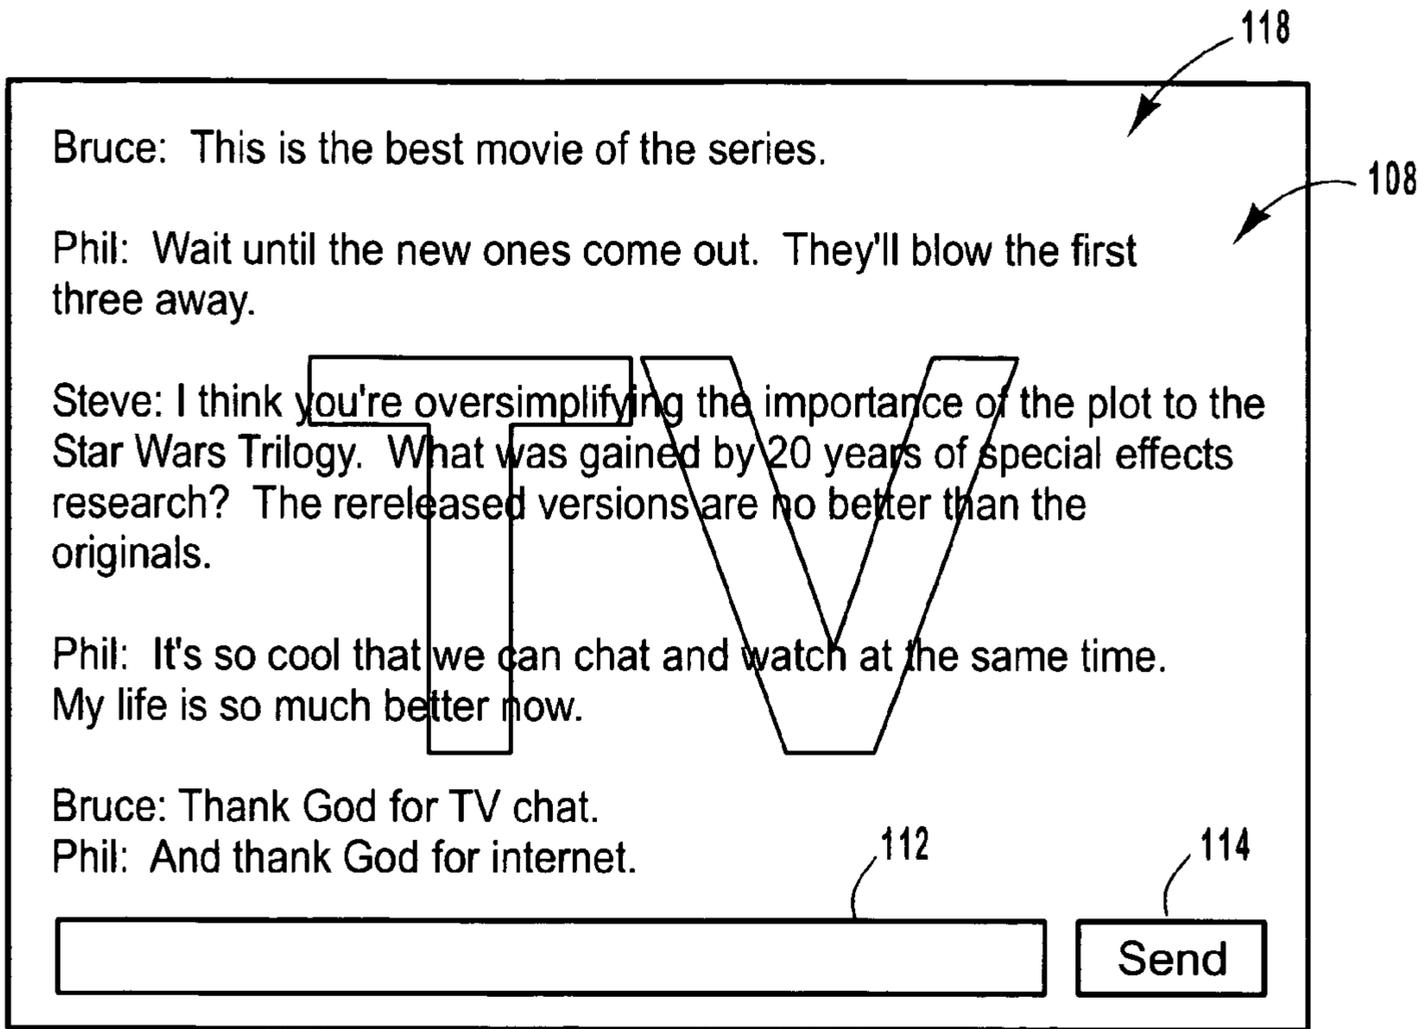 118
Bruce: This is the best movie of the series.
108
Phil: Wait until the new ones come out. They'll blow the first
three away.
TV
Steve: I think you're oversimplifying the importance of the plot to the
Star Wars Trilogy. What was gained by 20 years of special effects
research? The rereleased versions are no better than the
originals.
Phil: It's so cool that we can chat and watch at the same time.
My life is so much better now.
Bruce: Thank God for TV chat.
Phil: And thank God for internet.
112
114
Send